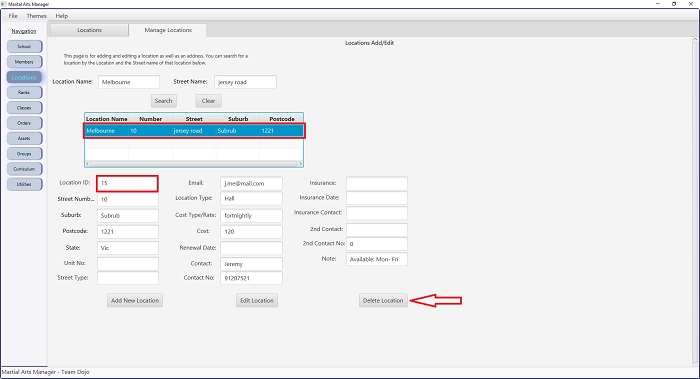 Martial Arts Manager
File Themes Help
Navigation
School
Members
Locations
Ranks
Classes
Orders
Assets
Groups
Curriculum
Utilities
Locations Manage Locations
Locations Add/Edit
This page is for adding and editing a location as well as an address. You can search for
a location by the Location and the Street name of that location below.
Location Name: Melbourne Street Name: jersey road
Search Clear
Location Name Number Street Suburb Postcode
Melbourne 10 jersey road Subrub 1221
Location ID: 15 Email: j.me@mail.com Insurance:
Street Numb... 10 Location Type: Hall Insurance Date:
Suburb: Subrub Cost Type/Rate: fortnightly Insurance Contact:
Postcode: 1221 Cost: 120 2nd Contact:
State: Vic Renewal Date: 2nd Contact No: 0
Unit No: Contact: Jeremy Note: Available: Mon- Fri
Street Type: Contact No: 91207521
Add New Location Edit Location Delete Location
Martial Arts Manager - Team Dojo